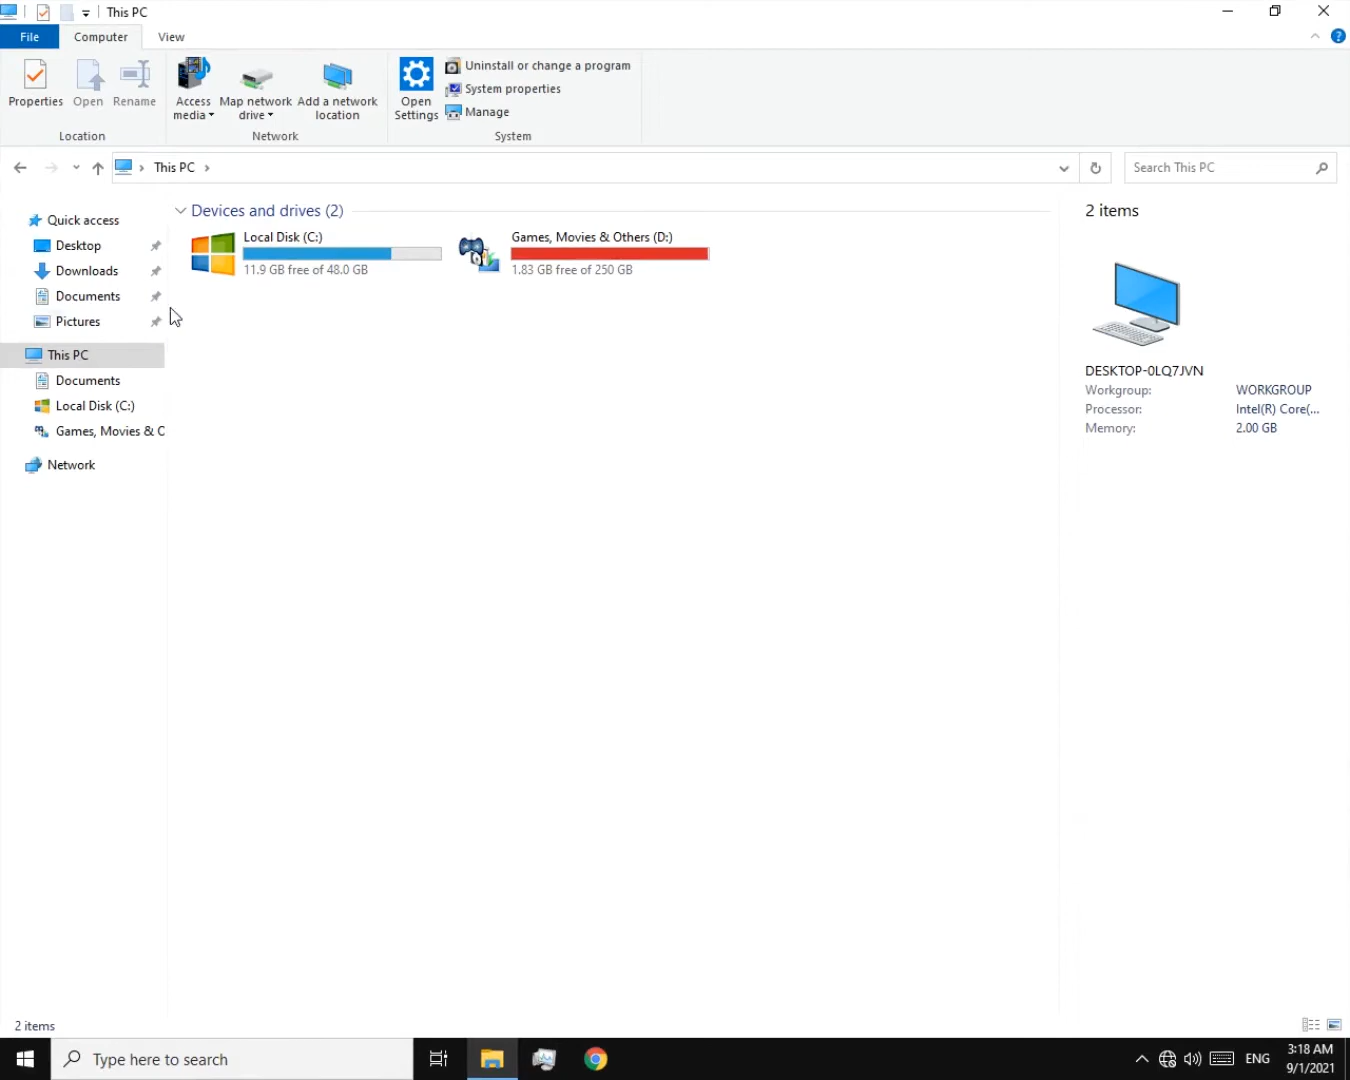 This PC
File Computer View
Properties Open Rename
Access media
Map network drive
Add a network location
Open Settings
Uninstall or change a program
System properties
Manage
Location Network System
This PC
Search This PC
Quick access
Desktop
Downloads
Documents
Pictures
This PC
Documents
Local Disk (C:)
Games, Movies & O
Network
Devices and drives (2)
Local Disk (C:)
11.9 GB free of 48.0 GB
Games, Movies & Others (D:)
1.83 GB free of 250 GB
2 items
DESKTOP-0LQ7JVN
Workgroup: WORKGROUP
Processor: Intel(R) Core(...
Memory: 2.00 GB
2 items
Type here to search
ENG
3:18 AM
9/1/2021